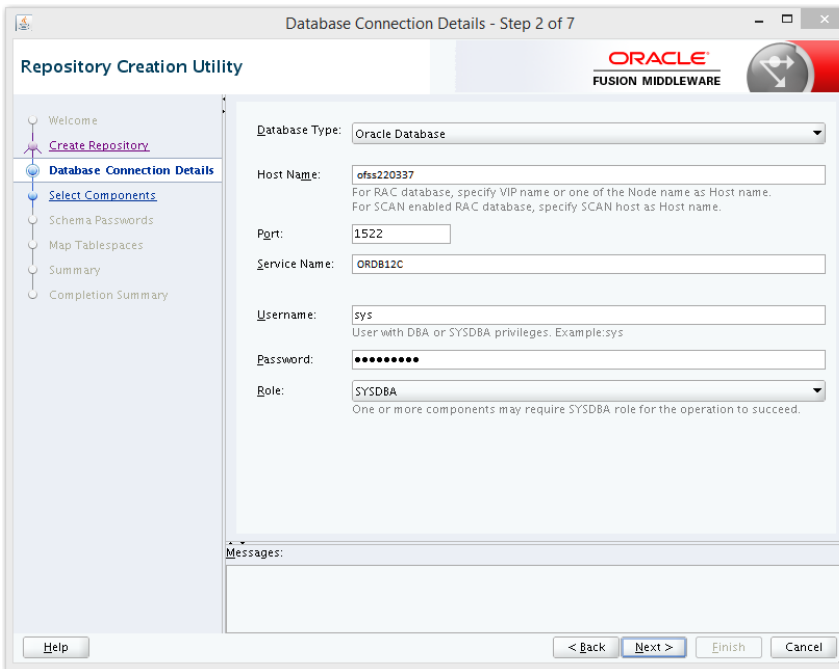 Database Connection Details - Step 2 of 7
Repository Creation Utility
ORACLE
FUSION MIDDLEWARE
Welcome
Create Repository
Database Connection Details
Select Components
Schema Passwords
Map Tablespaces
Summary
Completion Summary
Database Type: Oracle Database
Host Name: ofss220337
For RAC database, specify VIP name or one of the Node name as Host name.
For SCAN enabled RAC database, specify SCAN host as Host name.
Port: 1522
Service Name: ORDB12C
Username: sys
User with DBA or SYSDBA privileges. Example:sys
Password: •••••••••
Role: SYSDBA
One or more components may require SYSDBA role for the operation to succeed.
Messages:
Help
< Back
Next >
Finish
Cancel